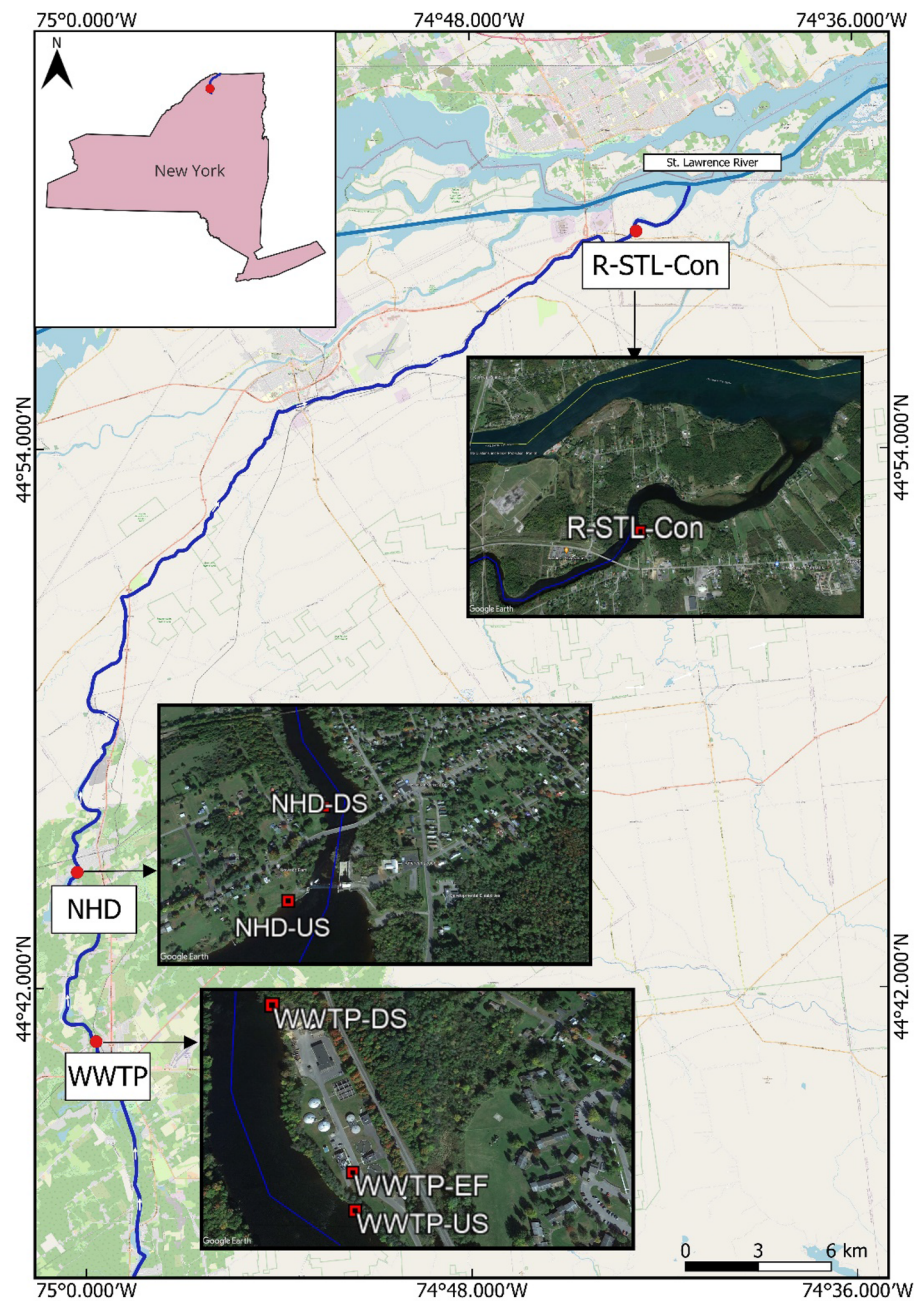 75°0.000′W 74°48.000′W 74°36.000′W
N
New York
St. Lawrence River
R-STL-Con
44°54.000′N
44°54.000′N
R-STL-Con
Google Earth
NHD-DS
NHD
NHD-US
Google Earth
44°42.000′N
44°42.000′N
WWTP-DS
WWTP
WWTP-EF
WWTP-US
Google Earth
0 3 6 km
75°0.000′W 74°48.000′W 74°36.000′W